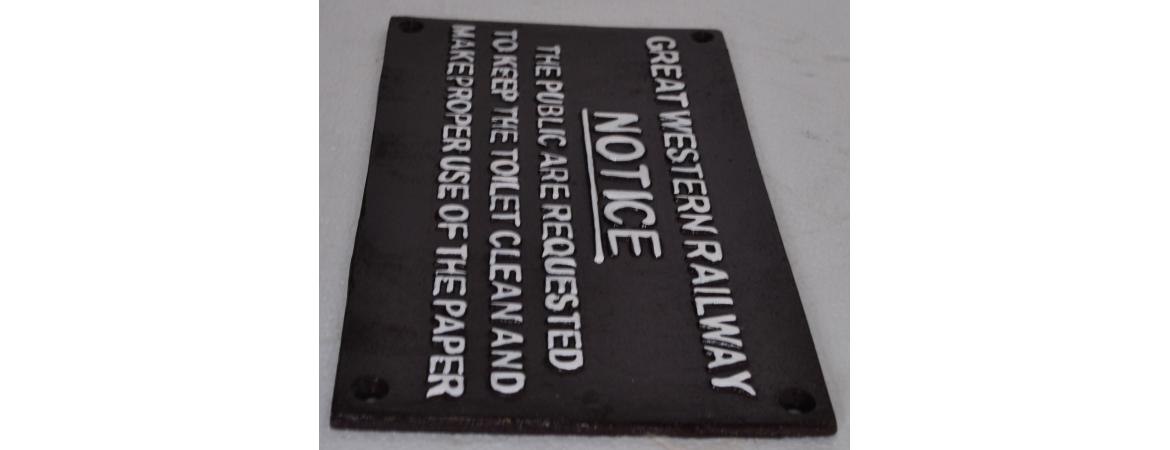 GREAT WESTERN RAILWAY
NOTICE
THE PUBLIC ARE REQUESTED
TO KEEP THE TOILET CLEAN AND
MAKE PROPER USE OF THE PAPER